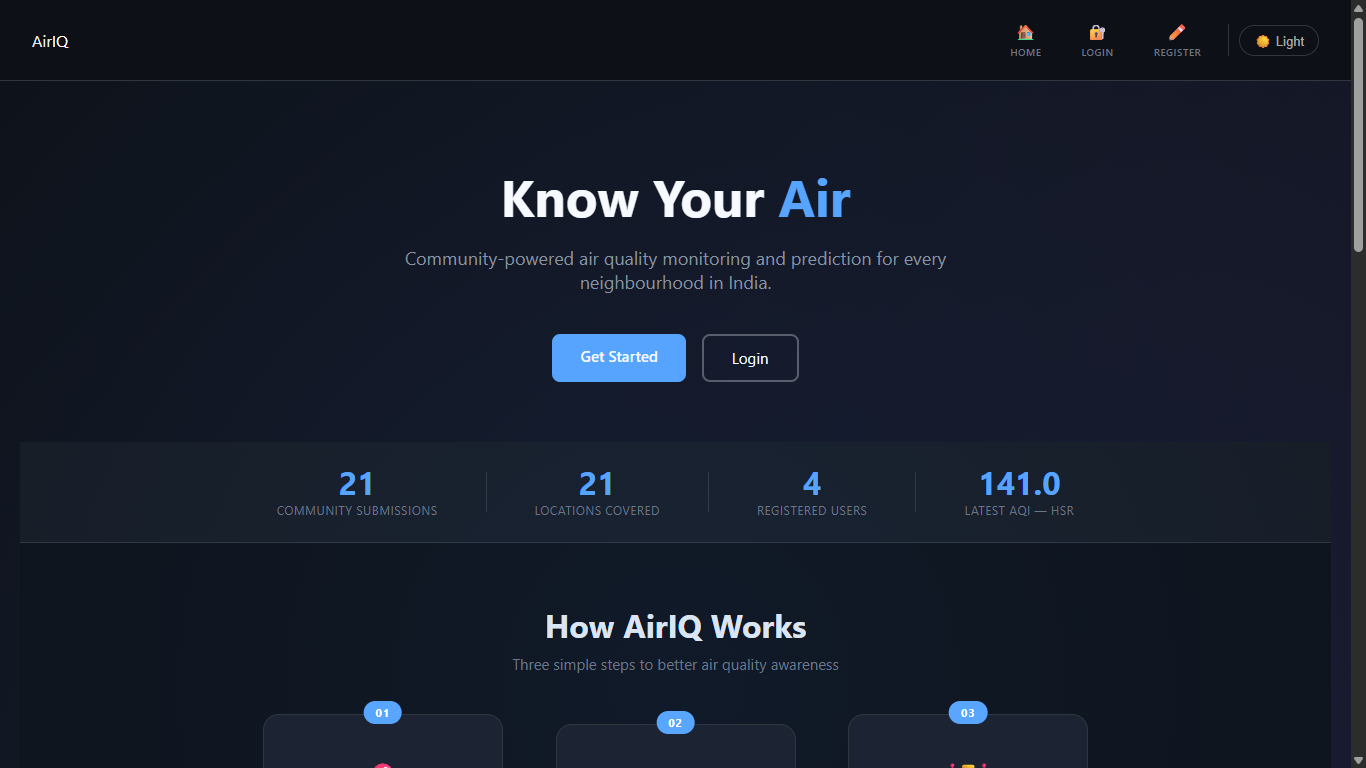 AirIQ
HOME
LOGIN
REGISTER
Light
Know Your Air
Community-powered air quality monitoring and prediction for every
neighbourhood in India.
Get Started
Login
21
COMMUNITY SUBMISSIONS
21
LOCATIONS COVERED
4
REGISTERED USERS
141.0
LATEST AQI — HSR
How AirIQ Works
Three simple steps to better air quality awareness
01
02
03